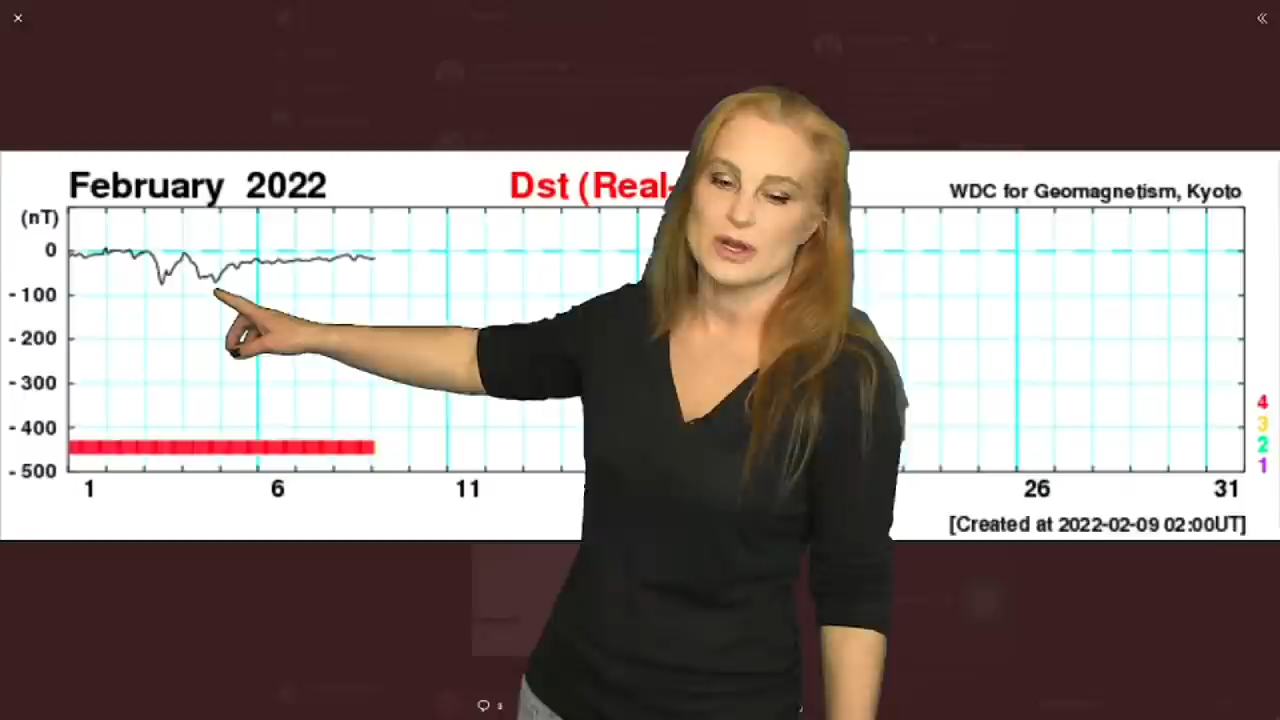 February 2022
Dst (Real-
WDC for Geomagnetism, Kyoto
(nT)
0
- 100
- 200
- 300
- 400
- 500
4
3
2
1
1 6 11 26 31
[Created at 2022-02-09 02:00UT]